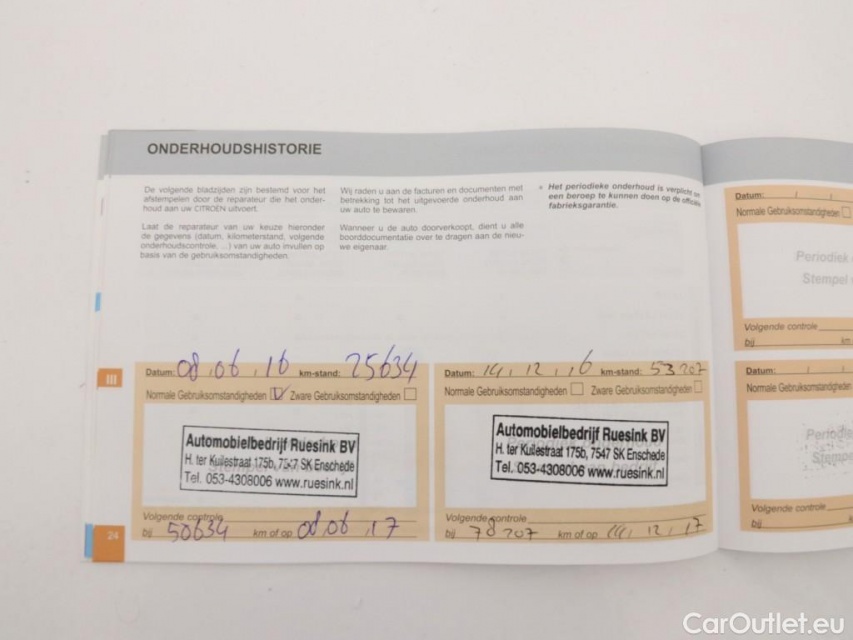 ONDERHOUDSHISTORIE
De volgende bladzijden zijn bestemd voor het
afstempelen door de reparateur die het onder-
houd aan uw CITROËN uitvoert.
Laat de reparateur van uw keuze hieronder
de gegevens (datum, kilometerstand, volgende
onderhoudscontrole, ...) van uw auto invullen op
basis van de gebruiksomstandigheden.
Wij raden u aan de facturen en documenten met
betrekking tot het uitgevoerde onderhoud aan
uw auto te bewaren.
Wanneer u de auto doorverkoopt, dient u alle
boorddocumentatie over te dragen aan de nieu-
we eigenaar.
Het periodieke onderhoud is verplicht om
een beroep te kunnen doen op de officiële
fabrieksgarantie.
III
Datum: 08.06.16 km-stand: 25634
Normale Gebruiksomstandigheden Zware Gebruiksomstandigheden
Automobielbedrijf Ruesink BV
H. ter Kuilestraat 175b, 7547 SK Enschede
Tel. 053-4308006 www.ruesink.nl
Volgende controle
bij 50634 km of op 08.06.17
Datum: 14.12.16 km-stand: 53207
Normale Gebruiksomstandigheden Zware Gebruiksomstandigheden
Automobielbedrijf Ruesink BV
H. ter Kuilestraat 175b, 7547 SK Enschede
Tel. 053-4308006 www.ruesink.nl
Volgende controle
bij 78207 km of op 14.12.17
24
Datum: / /
Normale Gebruiksomstandigheden
Periodiek
Stempel
Volgende controle
bij km
Datum: / /
Normale Gebruiksomstandigheden
Stempel
Volgende controle
bij
CarOutlet.eu